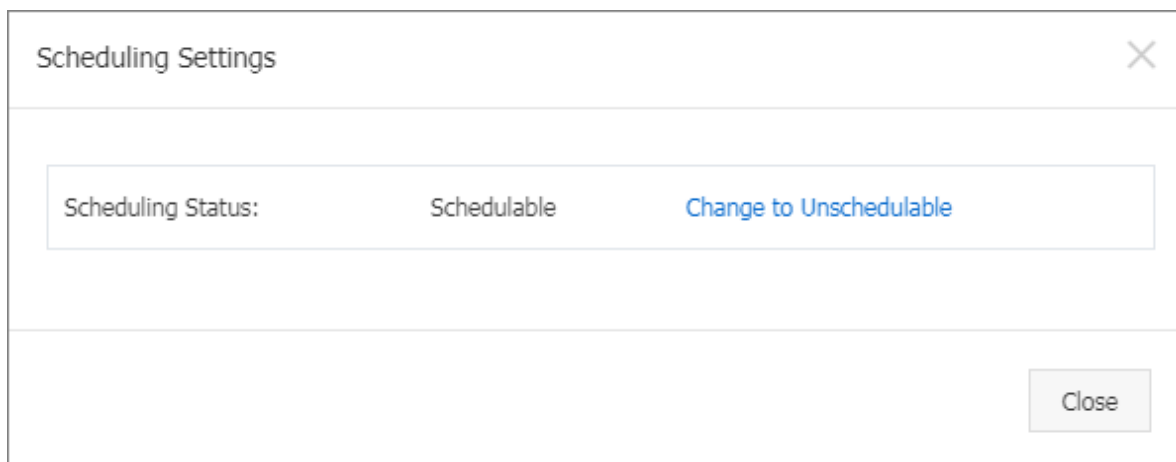 Scheduling Settings
Scheduling Status: Schedulable Change to Unschedulable
Close